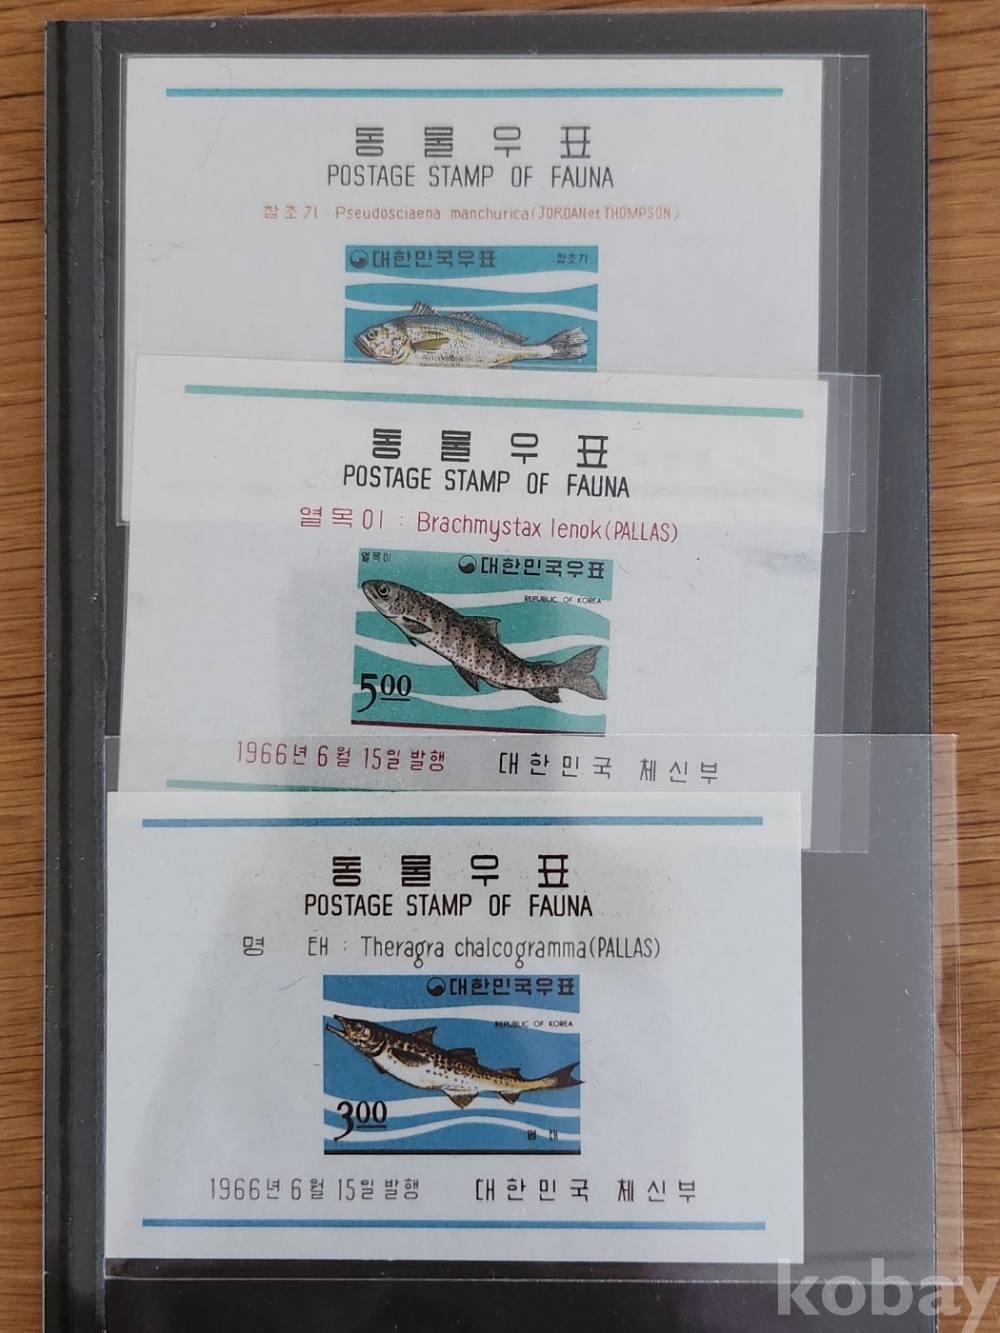 동물우표
POSTAGE STAMP OF FAUNA
참조기 : Pseudosciaena manchurica (JORDAN et THOMPSON)
대한민국우표 참조기
동물우표
POSTAGE STAMP OF FAUNA
열목이 : Brachmystax lenok (PALLAS)
열목이 대한민국우표
REPUBLIC OF KOREA
500
1966년 6월 15일 발행 대한민국 체신부
동물우표
POSTAGE STAMP OF FAUNA
명 태 : Theragra chalcogramma (PALLAS)
대한민국우표
REPUBLIC OF KOREA
300
명 태
1966년 6월 15일 발행 대한민국 체신부
kobay